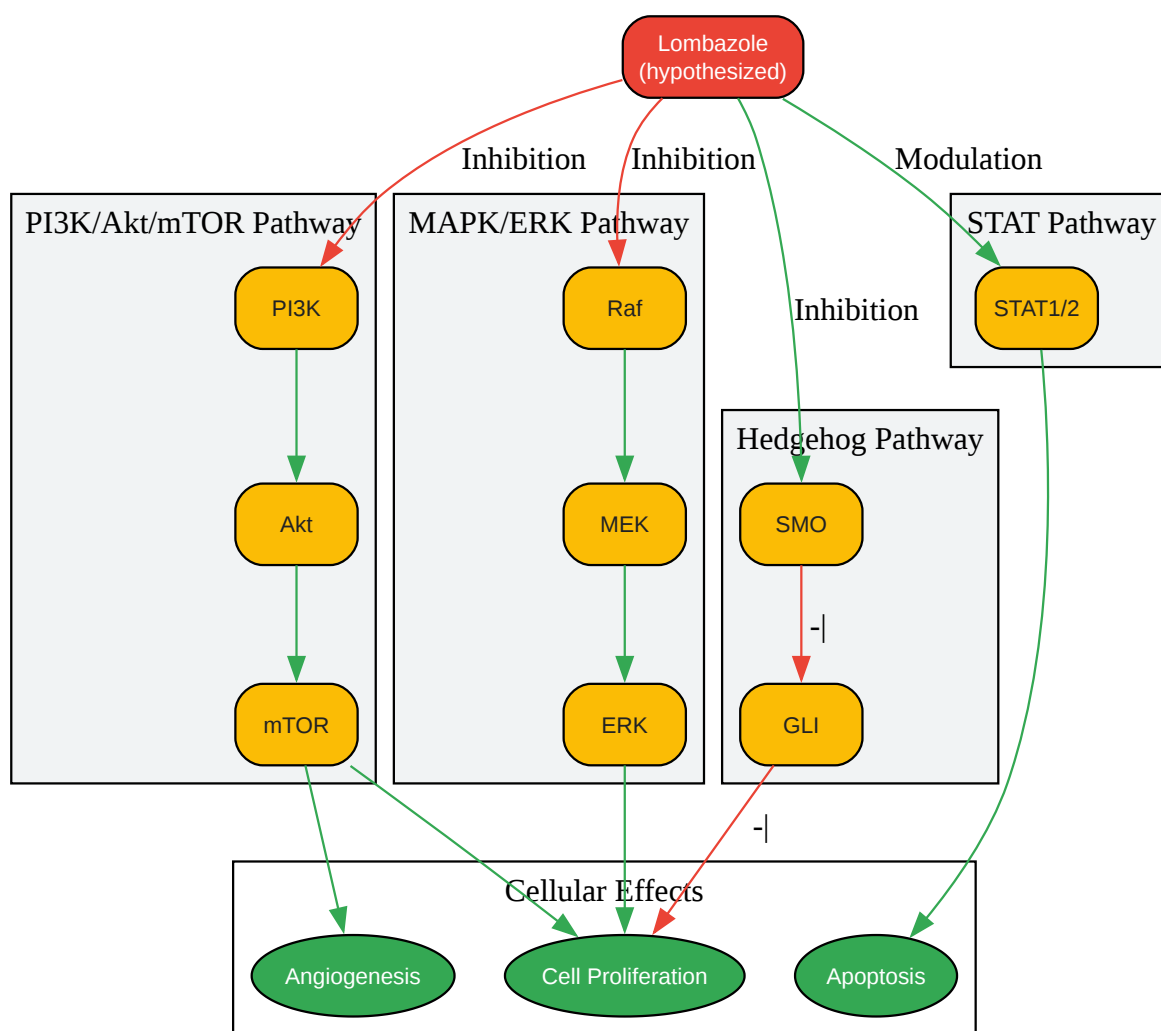 Lombazole
(hypothesized)
Inhibition
Inhibition
Modulation
PI3K/Akt/mTOR Pathway
MAPK/ERK Pathway
STAT Pathway
PI3K
Raf
Inhibition
STAT1/2
Hedgehog Pathway
Akt
MEK
SMO
-|
mTOR
ERK
GLI
-|
Cellular Effects
Angiogenesis
Cell Proliferation
Apoptosis